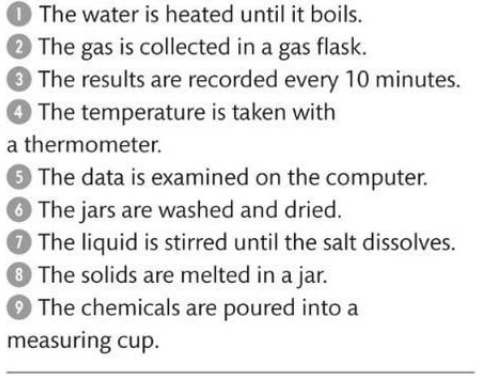 1 The water is heated until it boils.
2 The gas is collected in a gas flask.
3 The results are recorded every 10 minutes.
4 The temperature is taken with
a thermometer.
5 The data is examined on the computer.
6 The jars are washed and dried.
7 The liquid is stirred until the salt dissolves.
8 The solids are melted in a jar.
9 The chemicals are poured into a
measuring cup.